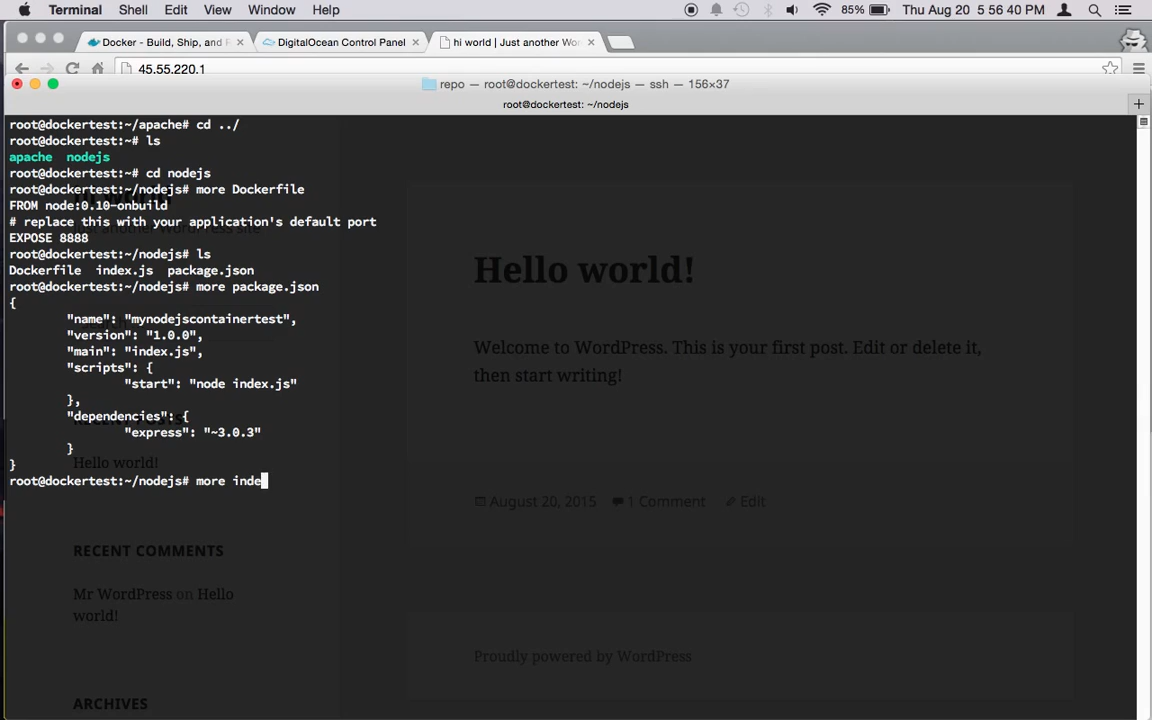 Terminal Shell Edit View Window Help 85% Thu Aug 20 5 56 40 PM
Docker - Build, Ship, and R DigitalOcean Control Panel hi world | Just another Wor
45.55.220.1
repo — root@dockertest: ~/nodejs — ssh — 156×37
root@dockertest: ~/nodejs +
root@dockertest:~/apache# cd ../
root@dockertest:~# ls
apache nodejs
root@dockertest:~# cd nodejs
root@dockertest:~/nodejs# more Dockerfile
FROM node:0.10-onbuild
# replace this with your application's default port
EXPOSE 8888
root@dockertest:~/nodejs# ls
Dockerfile index.js package.json
root@dockertest:~/nodejs# more package.json
{
"name": "mynodejscontainertest",
"version": "1.0.0",
"main": "index.js",
"scripts": {
"start": "node index.js"
},
"dependencies": {
"express": "~3.0.3"
}
}
root@dockertest:~/nodejs# more inde
Hello world!
Welcome to WordPress. This is your first post. Edit or delete it,
then start writing!
Hello world!
August 20, 2015 1 Comment Edit
RECENT COMMENTS
Mr WordPress on Hello
world!
Proudly powered by WordPress
ARCHIVES